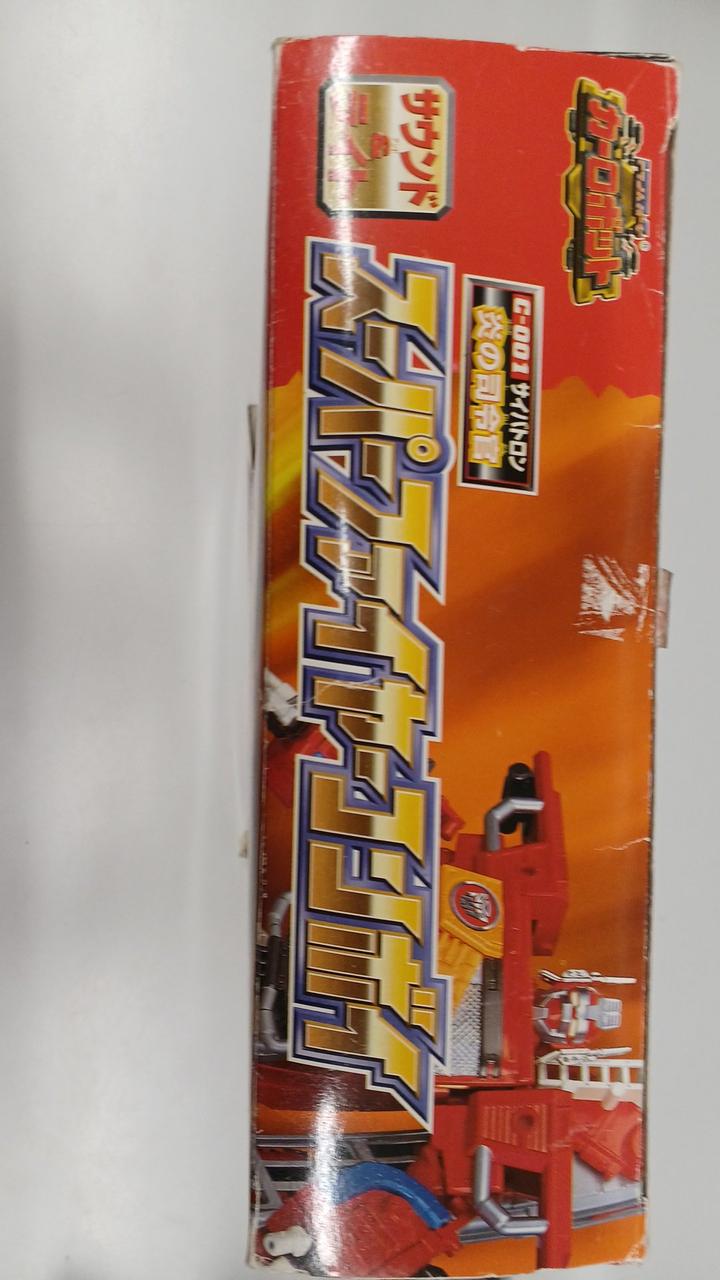 カーロボット
サウンド
&
ライト
C-001 サイバトロン
炎の司令官
スーパーファイヤーコンボイ